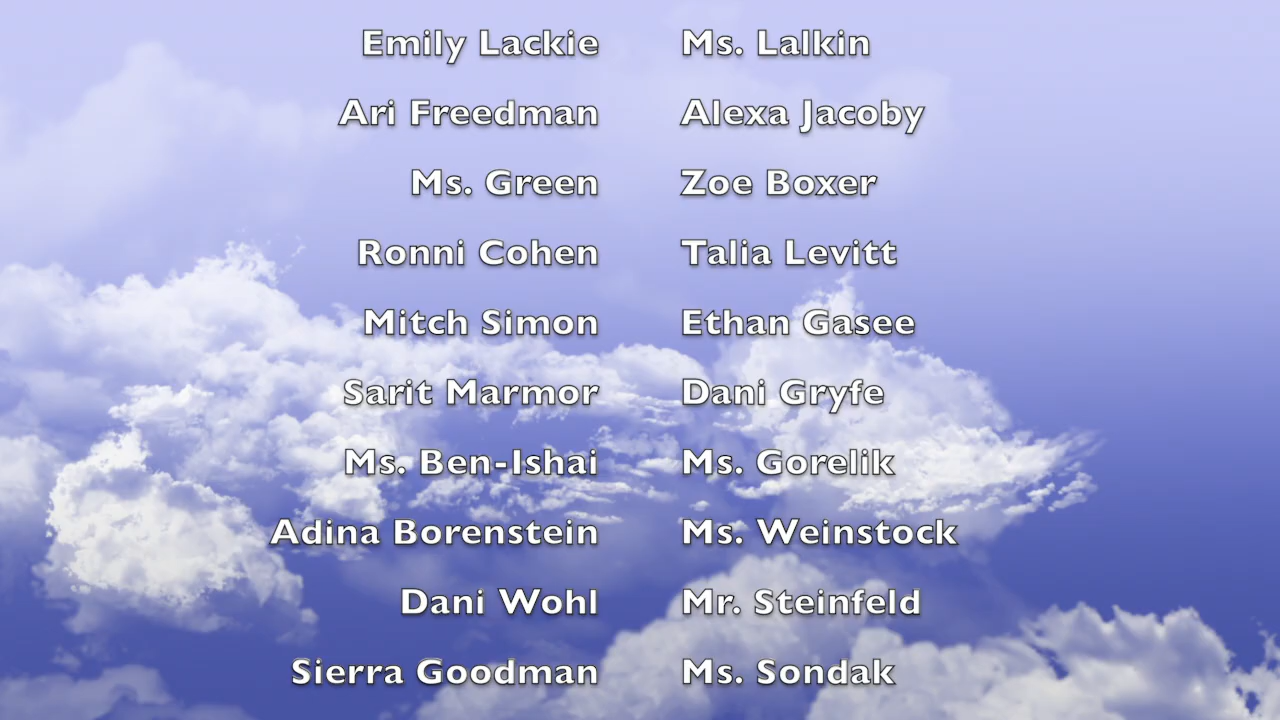 Emily Lackie Ms. Lalkin
Ari Freedman Alexa Jacoby
Ms. Green Zoe Boxer
Ronni Cohen Talia Levitt
Mitch Simon Ethan Gasee
Sarit Marmor Dani Gryfe
Ms. Ben-Ishai Ms. Gorelik
Adina Borenstein Ms. Weinstock
Dani Wohl Mr. Steinfeld
Sierra Goodman Ms. Sondak